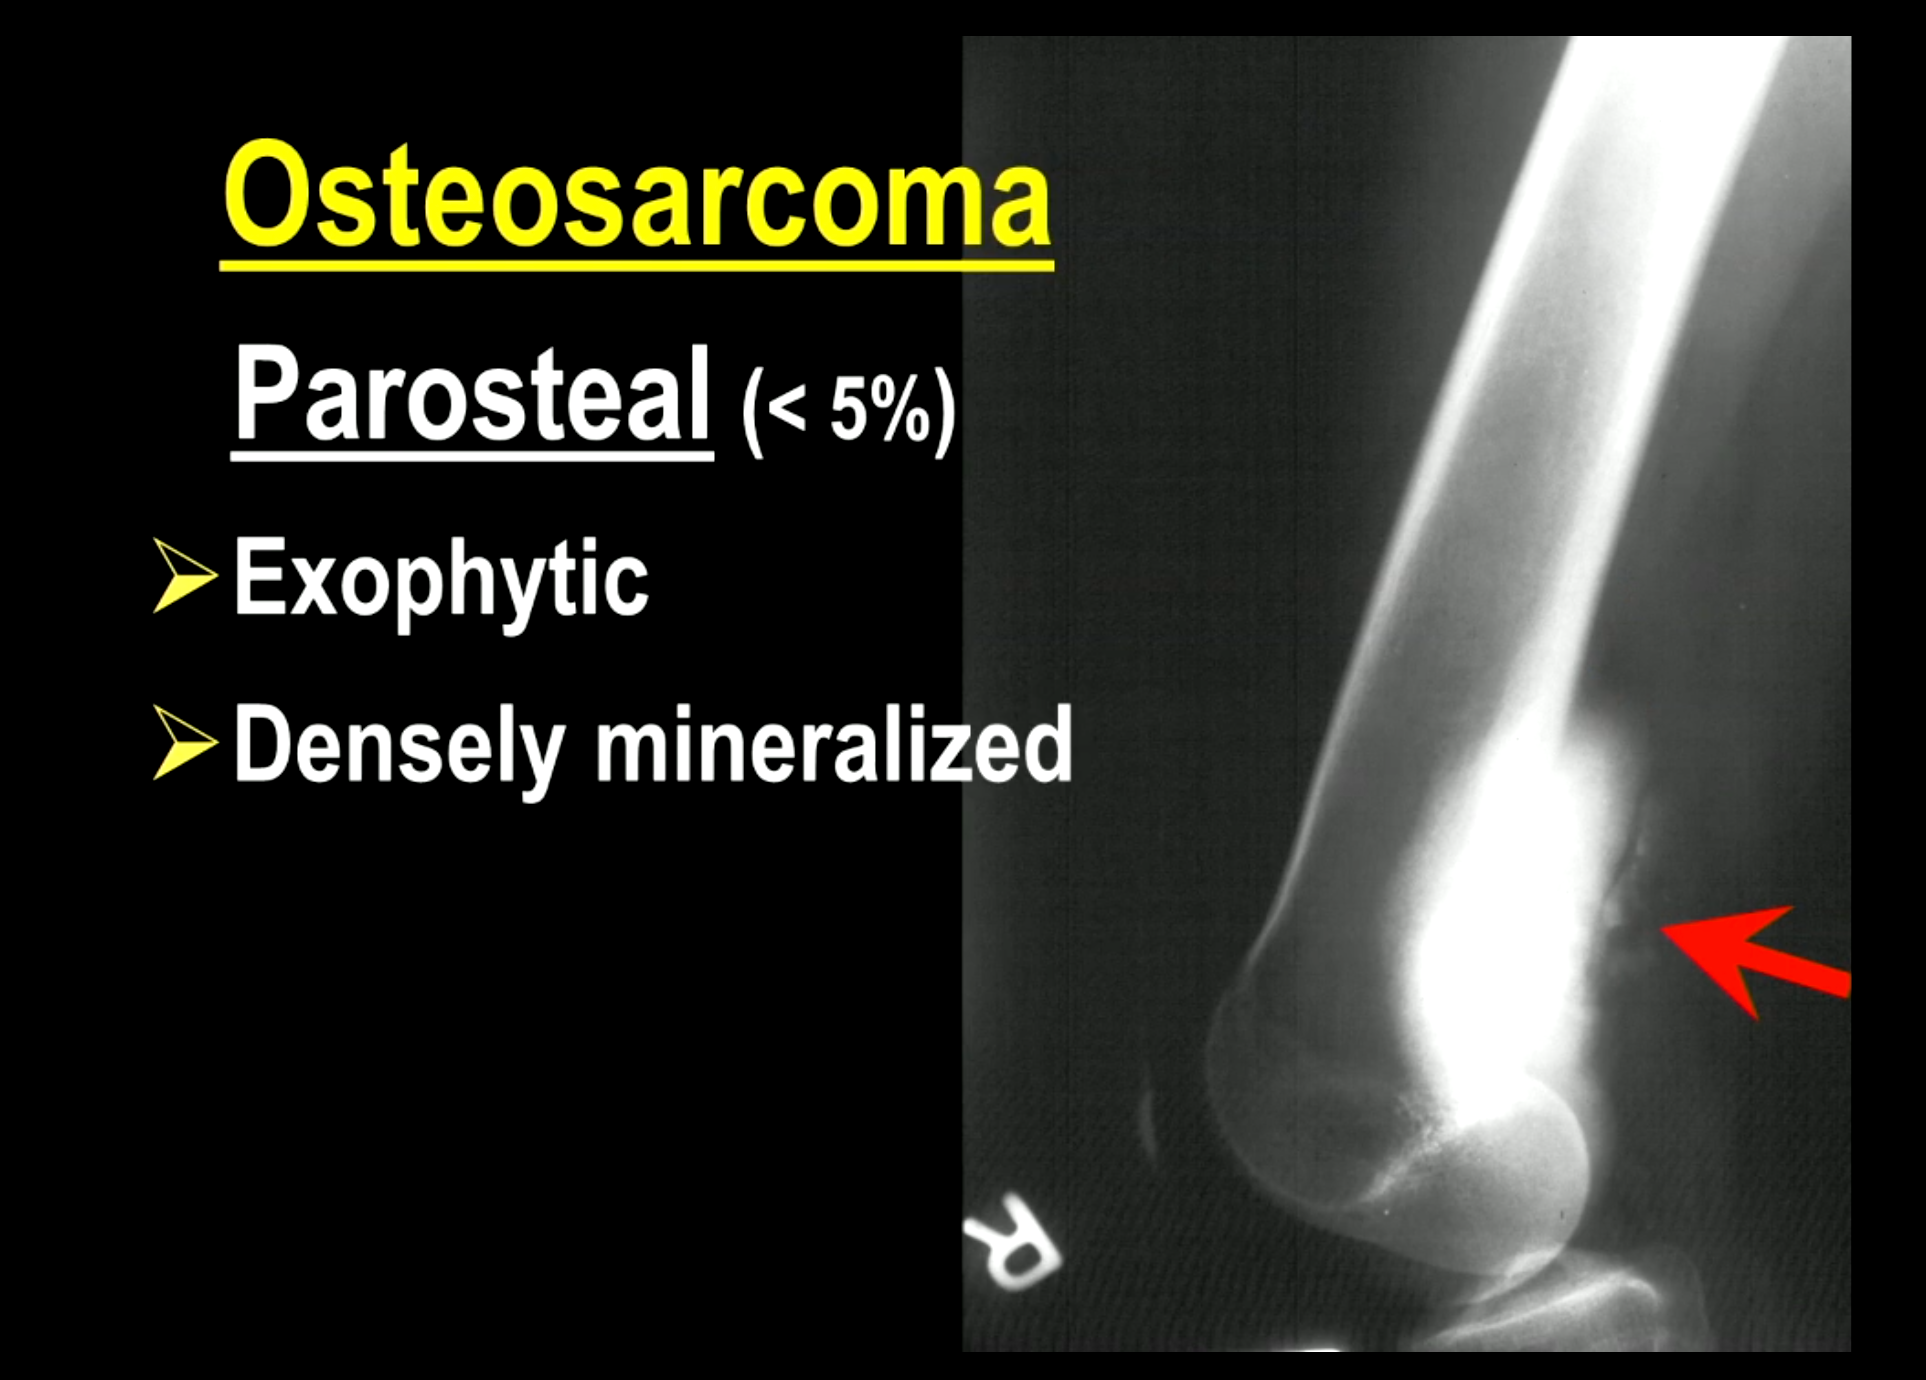 Osteosarcoma
Parosteal (< 5%)
Exophytic
Densely mineralized
R